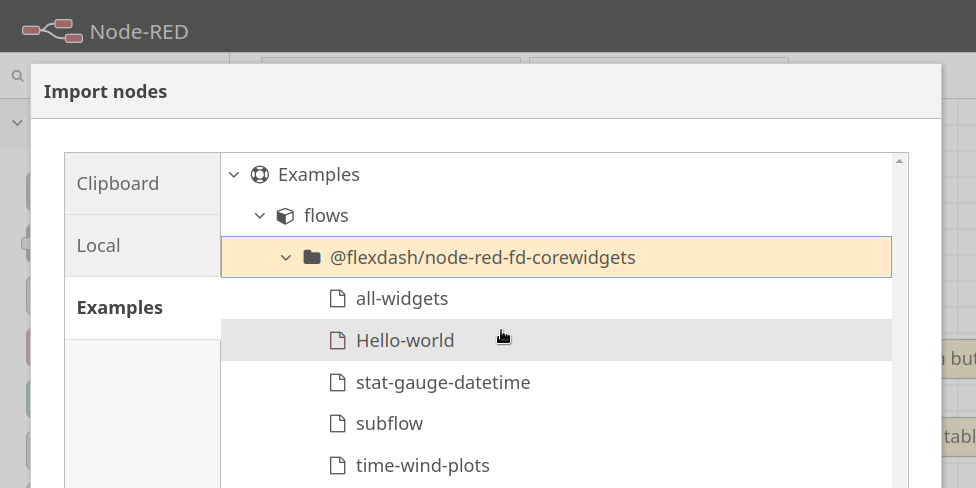 Node-RED
Import nodes
Clipboard
Local
Examples
Examples
flows
@flexdash/node-red-fd-corewidgets
all-widgets
Hello-world
stat-gauge-datetime
subflow
time-wind-plots
but
tabl